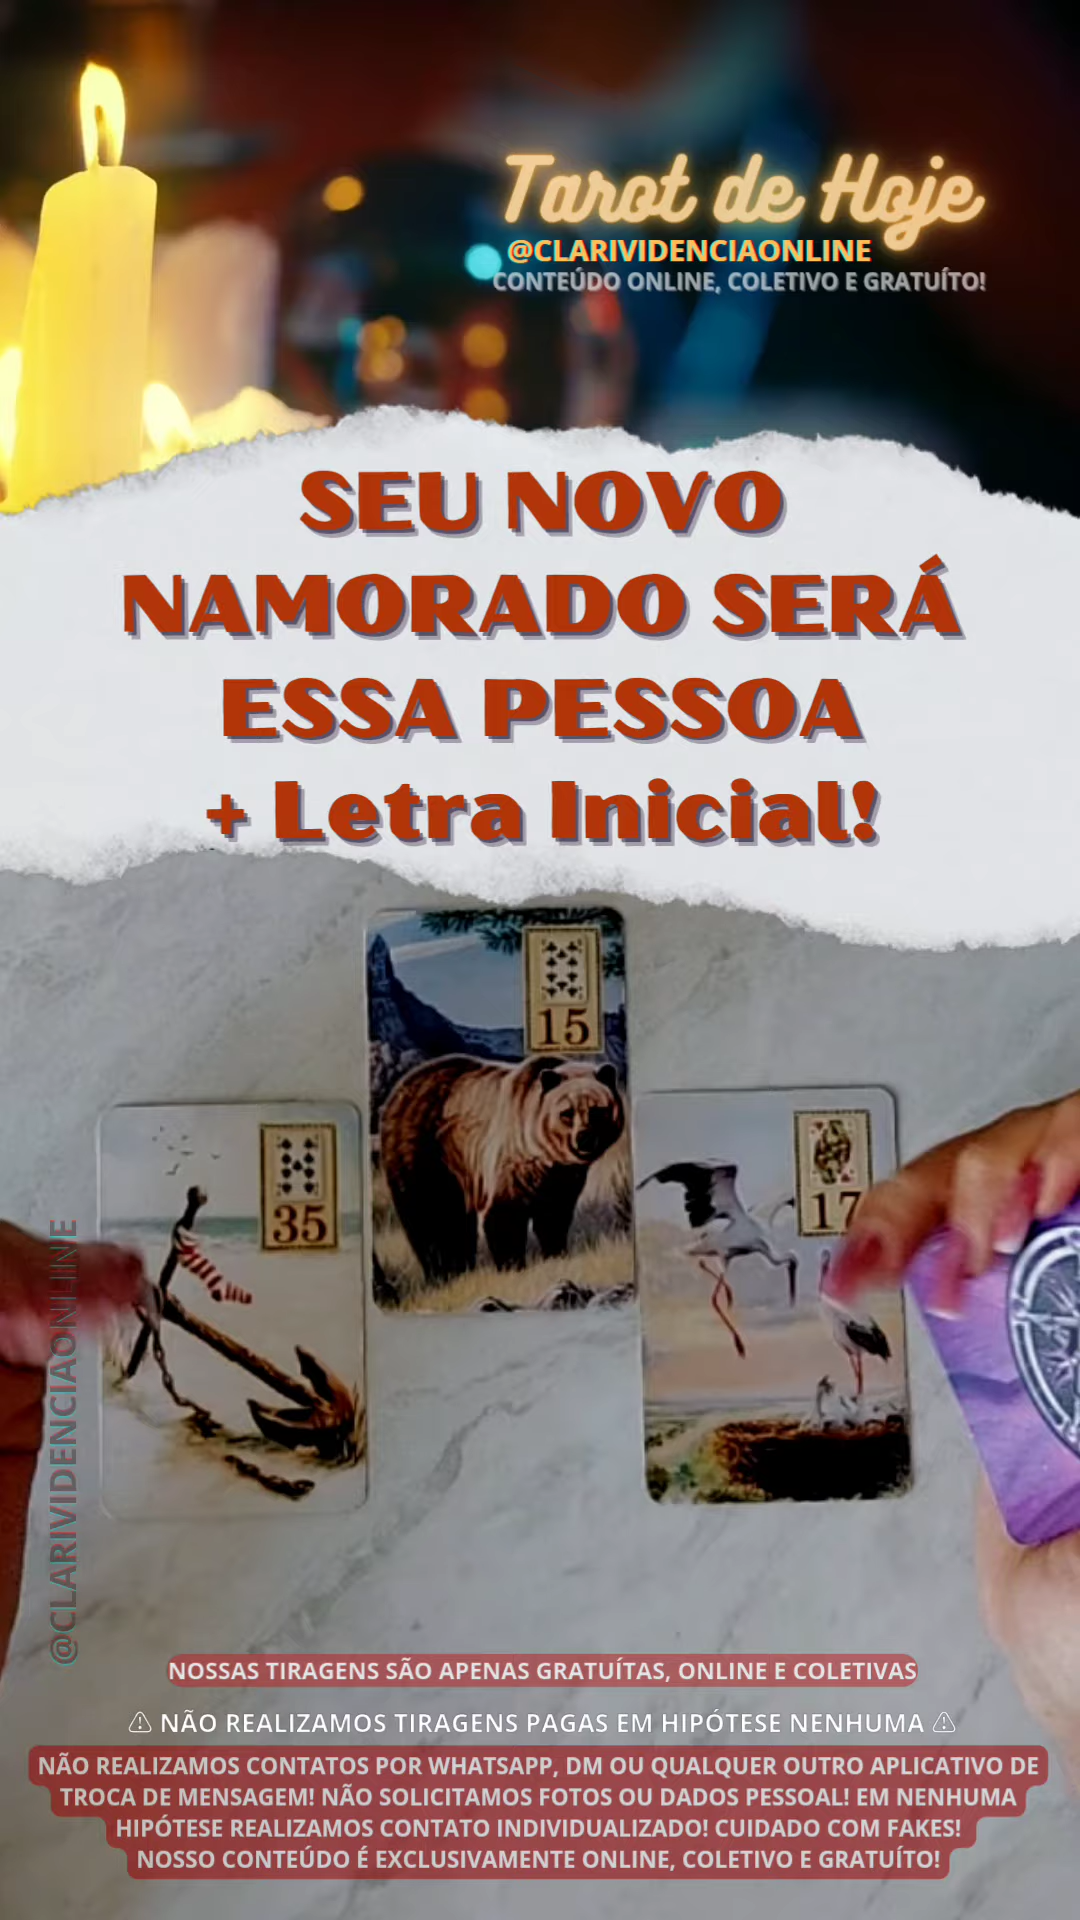 Tarot de Hoje
@CLARIVIDENCIAONLINE
CONTEÚDO ONLINE, COLETIVO E GRATUÍTO!
SEU NOVO
NAMORADO SERÁ
ESSA PESSOA
+ Letra Inicial!
15
35
17
@CLARIVIDENCIAONLINE
NOSSAS TIRAGENS SÃO APENAS GRATUÍTAS, ONLINE E COLETIVAS
⚠ NÃO REALIZAMOS TIRAGENS PAGAS EM HIPÓTESE NENHUMA ⚠
NÃO REALIZAMOS CONTATOS POR WHATSAPP, DM OU QUALQUER OUTRO APLICATIVO DE
TROCA DE MENSAGEM! NÃO SOLICITAMOS FOTOS OU DADOS PESSOAL! EM NENHUMA
HIPÓTESE REALIZAMOS CONTATO INDIVIDUALIZADO! CUIDADO COM FAKES!
NOSSO CONTEÚDO É EXCLUSIVAMENTE ONLINE, COLETIVO E GRATUÍTO!